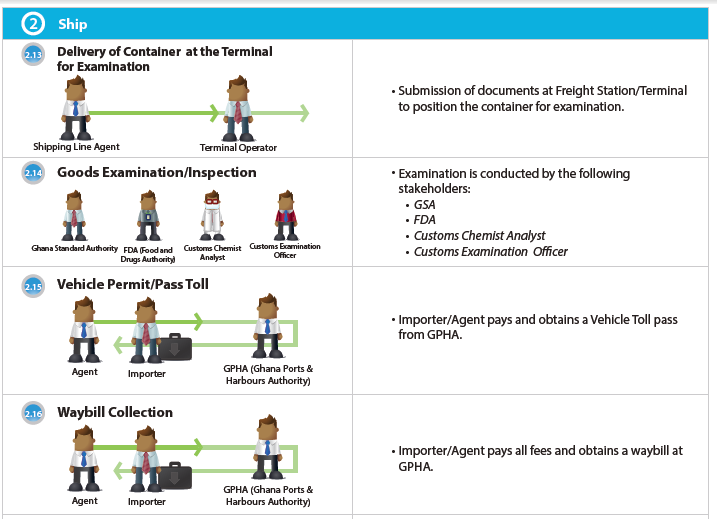 2 Ship
2.13 Delivery of Container at the Terminal
for Examination
Shipping Line Agent
Terminal Operator
• Submission of documents at Freight Station/Terminal
to position the container for examination.
2.14 Goods Examination/Inspection
Ghana Standard Authority
FDA (Food and
Drugs Authority)
Customs Chemist
Analyst
Customs Examination
Officer
• Examination is conducted by the following
stakeholders:
• GSA
• FDA
• Customs Chemist Analyst
• Customs Examination Officer
2.15 Vehicle Permit/Pass Toll
Agent
Importer
GPHA (Ghana Ports &
Harbours Authority)
• Importer/Agent pays and obtains a Vehicle Toll pass
from GPHA.
2.16 Waybill Collection
Agent
Importer
GPHA (Ghana Ports &
Harbours Authority)
• Importer/Agent pays all fees and obtains a waybill at
GPHA.